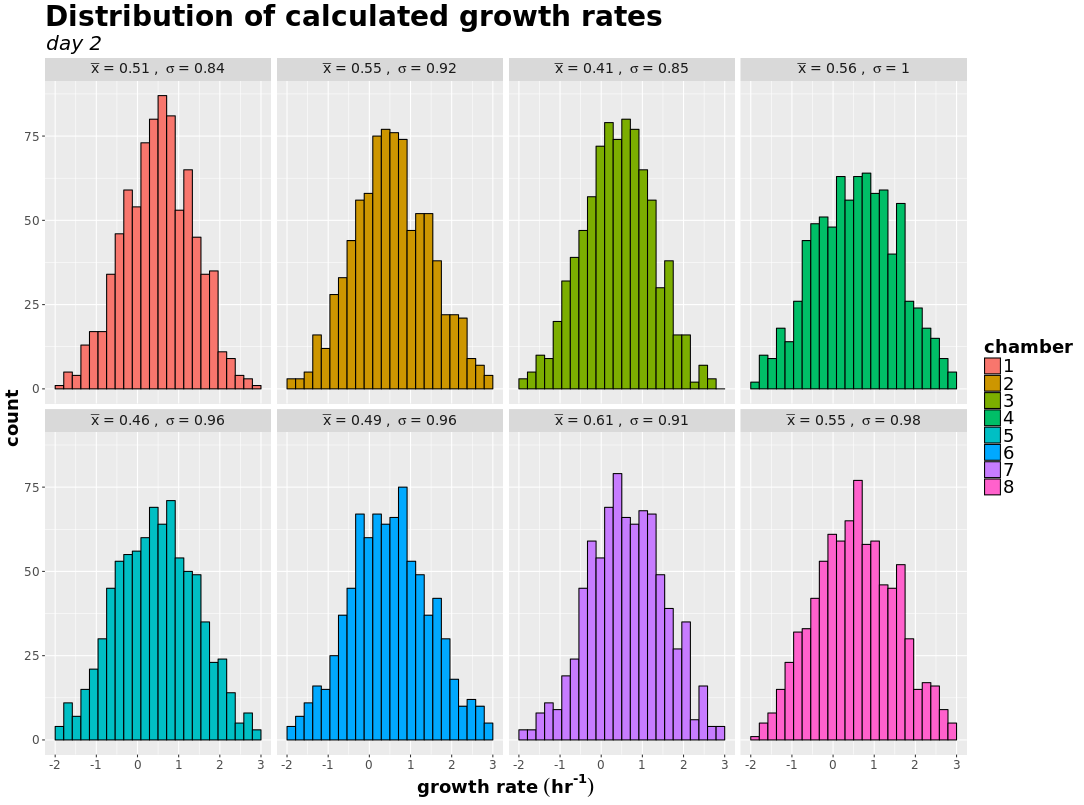 Distribution of calculated growth rates
day 2
x̅ = 0.51 , σ = 0.84
x̅ = 0.55 , σ = 0.92
x̅ = 0.41 , σ = 0.85
x̅ = 0.56 , σ = 1
75
50
25
0
x̅ = 0.46 , σ = 0.96
x̅ = 0.49 , σ = 0.96
x̅ = 0.61 , σ = 0.91
x̅ = 0.55 , σ = 0.98
75
50
25
0
count
-2 -1 0 1 2 3
-2 -1 0 1 2 3
-2 -1 0 1 2 3
-2 -1 0 1 2 3
growth rate (hr⁻¹)
chamber
1
2
3
4
5
6
7
8